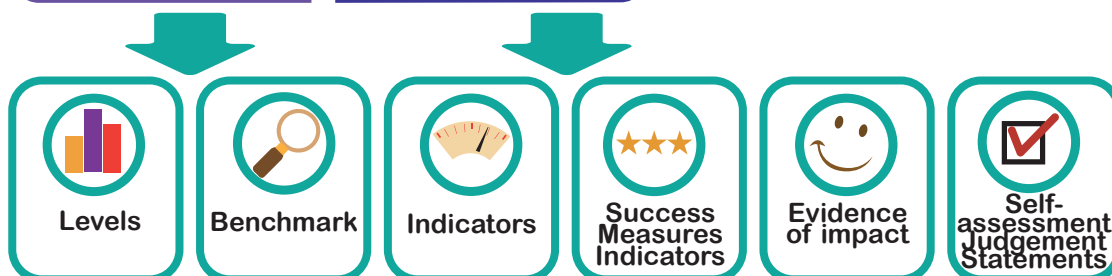 Levels
Benchmark
Indicators
Success
Measures
Indicators
Evidence
of impact
Self-
assessment
Judgement
Statements